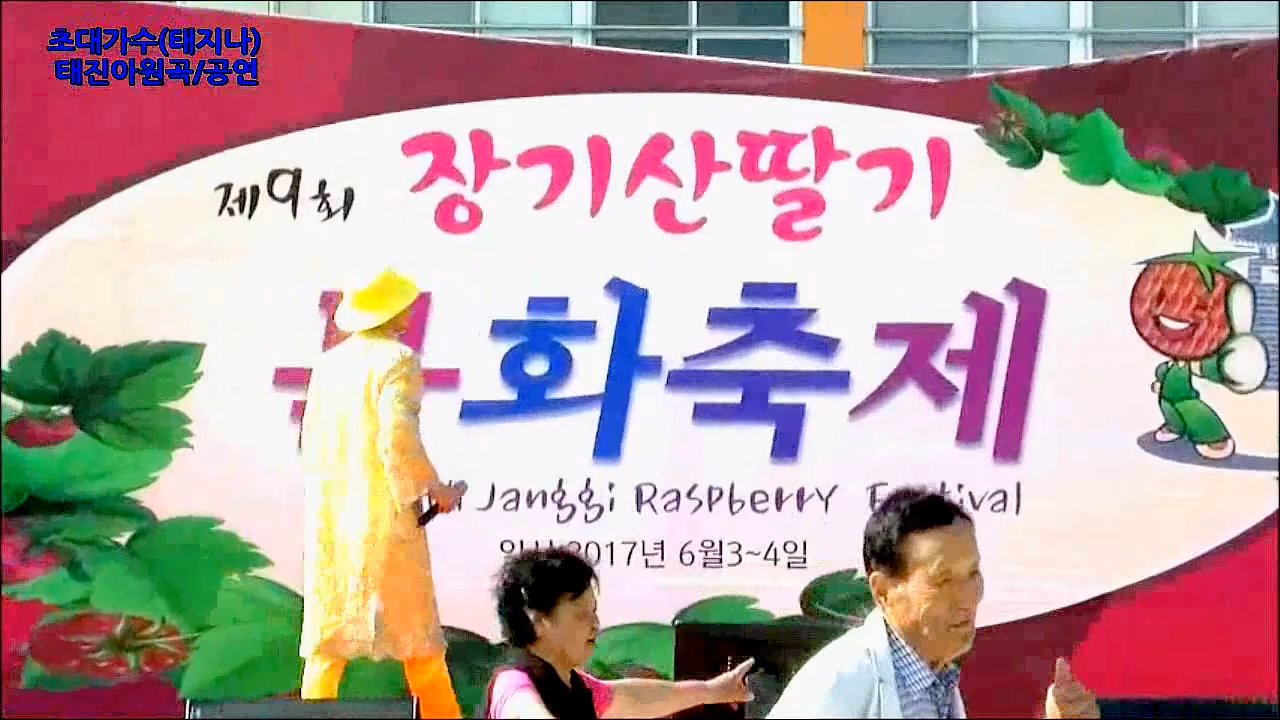 초대가수(태지나)
태진아원곡/공연
제9회 장기산딸기
화축제
Janggi Raspberry
2017년 6월3~4일